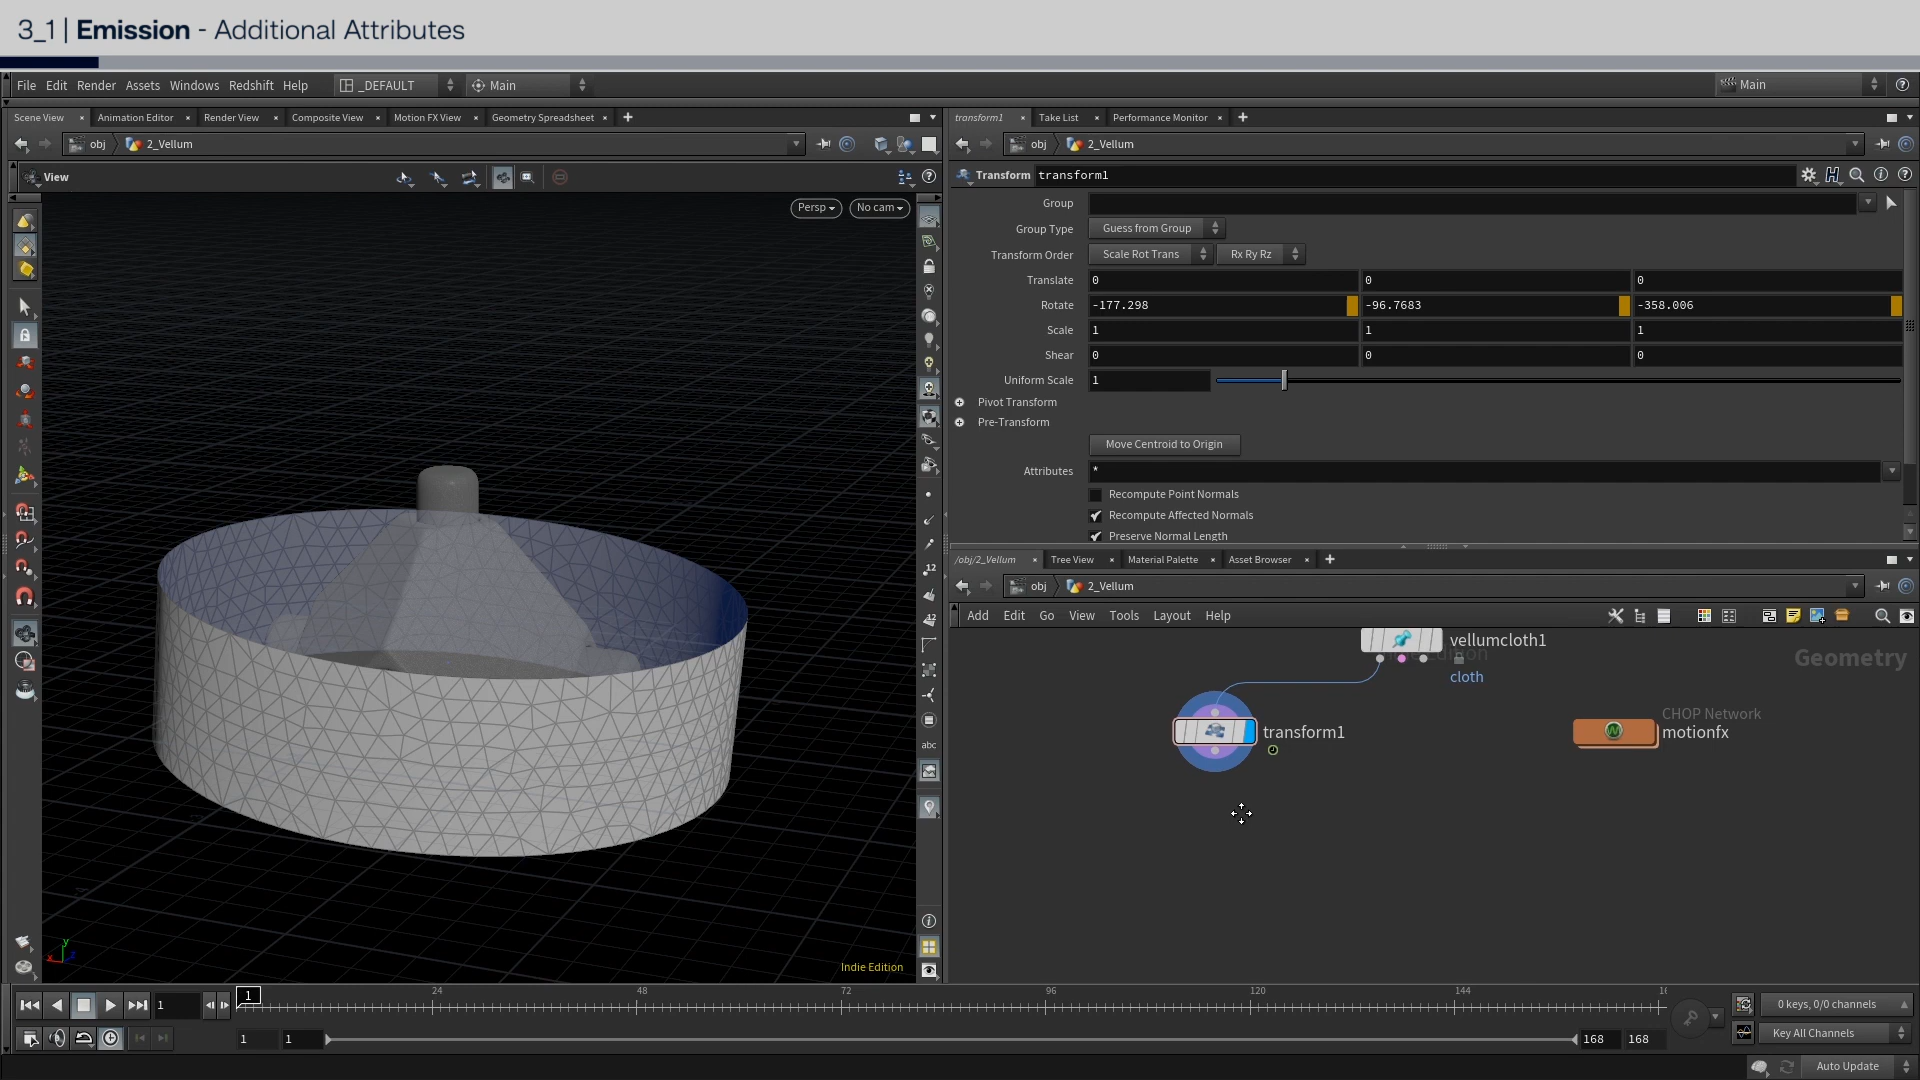 3_1 | Emission - Additional Attributes
File Edit Render Assets Windows Redshift Help _DEFAULT Main Main
Scene View Animation Editor Render View Composite View Motion FX View Geometry Spreadsheet
obj 2_Vellum
View
Persp No cam
12
12
abc
Indie Edition
x y z
transform1 Take List Performance Monitor
obj 2_Vellum
Transform transform1
Group
Group Type Guess from Group
Transform Order Scale Rot Trans Rx Ry Rz
Translate 0 0 0
Rotate -177.298 -96.7683 -358.006
Scale 1 1 1
Shear 0 0 0
Uniform Scale 1
Pivot Transform
Pre-Transform
Move Centroid to Origin
Attributes *
Recompute Point Normals
Recompute Affected Normals
Preserve Normal Length
/obj/2_Vellum Tree View Material Palette Asset Browser
obj 2_Vellum
Add Edit Go View Tools Layout Help
vellumcloth1
Edition
Geometry
cloth
CHOP Network
transform1
motionfx
1 1 24 48 72 96 120 144 16
0 keys, 0/0 channels
1 1 168 168
Key All Channels
Auto Update